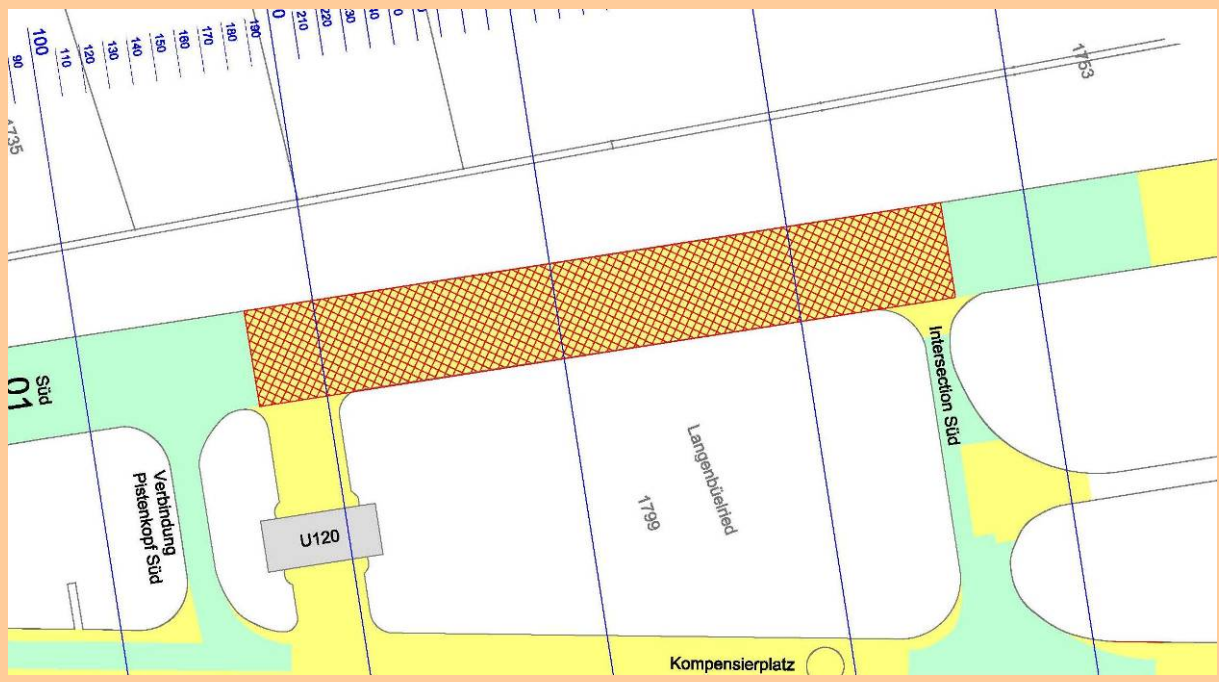 90
100
110
120
130
140
150
160
170
180
190
0
210
220
1735
1753
Süd
01
Verbindung
Pistenkopf Süd
U120
Langenbüelried
1799
Intersection Süd
Kompensierplatz